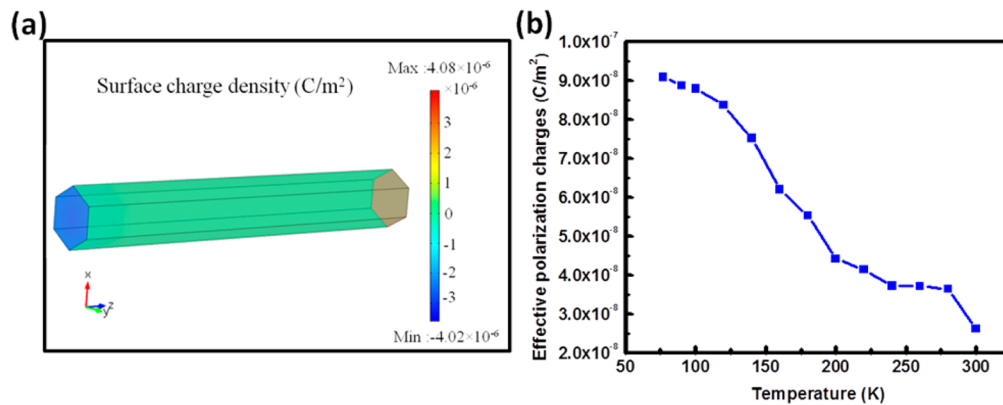 (a)
Surface charge density (C/m²)
Max :4.08×10⁻⁶
×10⁻⁶
3
2
1
0
-1
-2
-3
Min :-4.02×10⁻⁶
x
z
y
(b)
Effective polarization charges (C/m²)
1.0x10⁻⁷
9.0x10⁻⁸
8.0x10⁻⁸
7.0x10⁻⁸
6.0x10⁻⁸
5.0x10⁻⁸
4.0x10⁻⁸
3.0x10⁻⁸
2.0x10⁻⁸
50 100 150 200 250 300
Temperature (K)